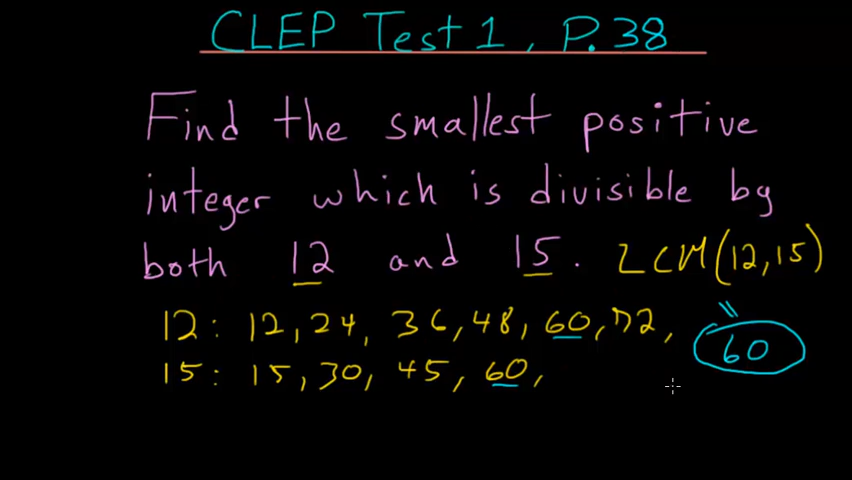 CLEP Test 1, P.38
Find the smallest positive
integer which is divisible by
both 12 and 15. LCM(12,15)
12: 12, 24, 36, 48, 60, 72,
=
60
15: 15, 30, 45, 60,